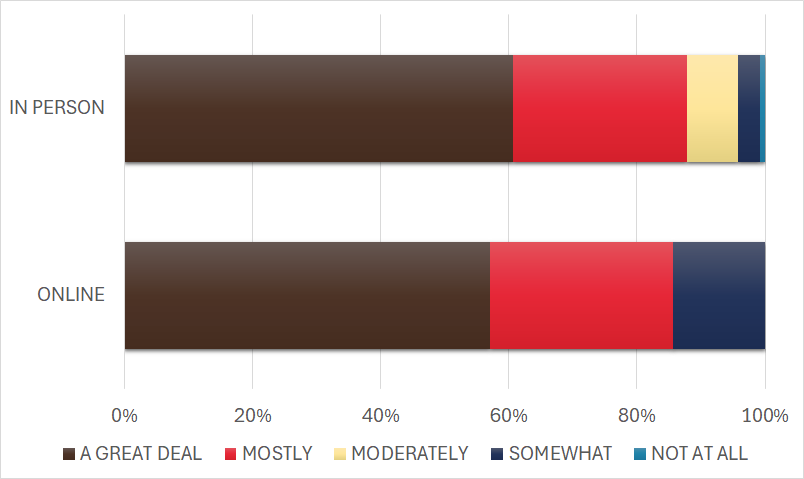 IN PERSON
ONLINE
0% 20% 40% 60% 80% 100%
A GREAT DEAL MOSTLY MODERATELY SOMEWHAT NOT AT ALL